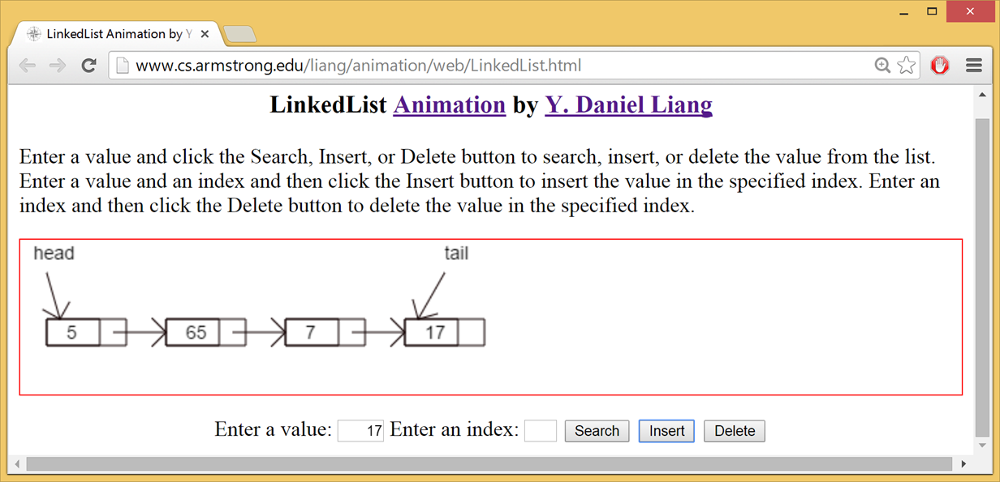 LinkedList Animation by Y
www.cs.armstrong.edu/liang/animation/web/LinkedList.html
LinkedList Animation by Y. Daniel Liang
Enter a value and click the Search, Insert, or Delete button to search, insert, or delete the value from the list.
Enter a value and an index and then click the Insert button to insert the value in the specified index. Enter an
index and then click the Delete button to delete the value in the specified index.
head tail
5 65 7 17
Enter a value: 17 Enter an index: Search Insert Delete